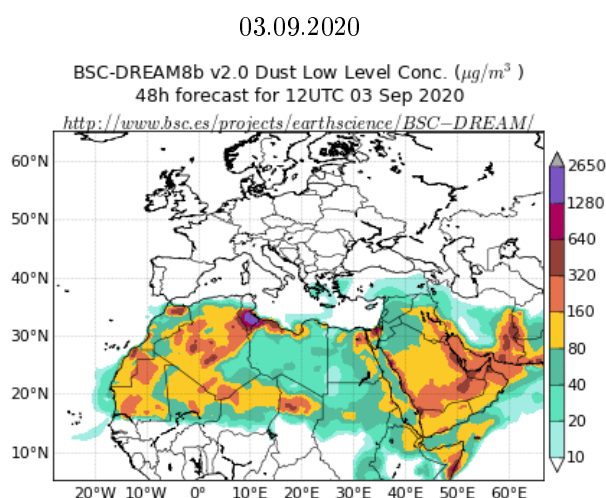 03.09.2020
BSC-DREAM8b v2.0 Dust Low Level Conc. (μg/m³ )
48h forecast for 12UTC 03 Sep 2020
http://www.bsc.es/projects/earthscience/BSC−DREAM/
60°N
50°N
40°N
30°N
20°N
10°N
20°W 10°W 0° 10°E 20°E 30°E 40°E 50°E 60°E
2650
1280
640
320
160
80
40
20
10